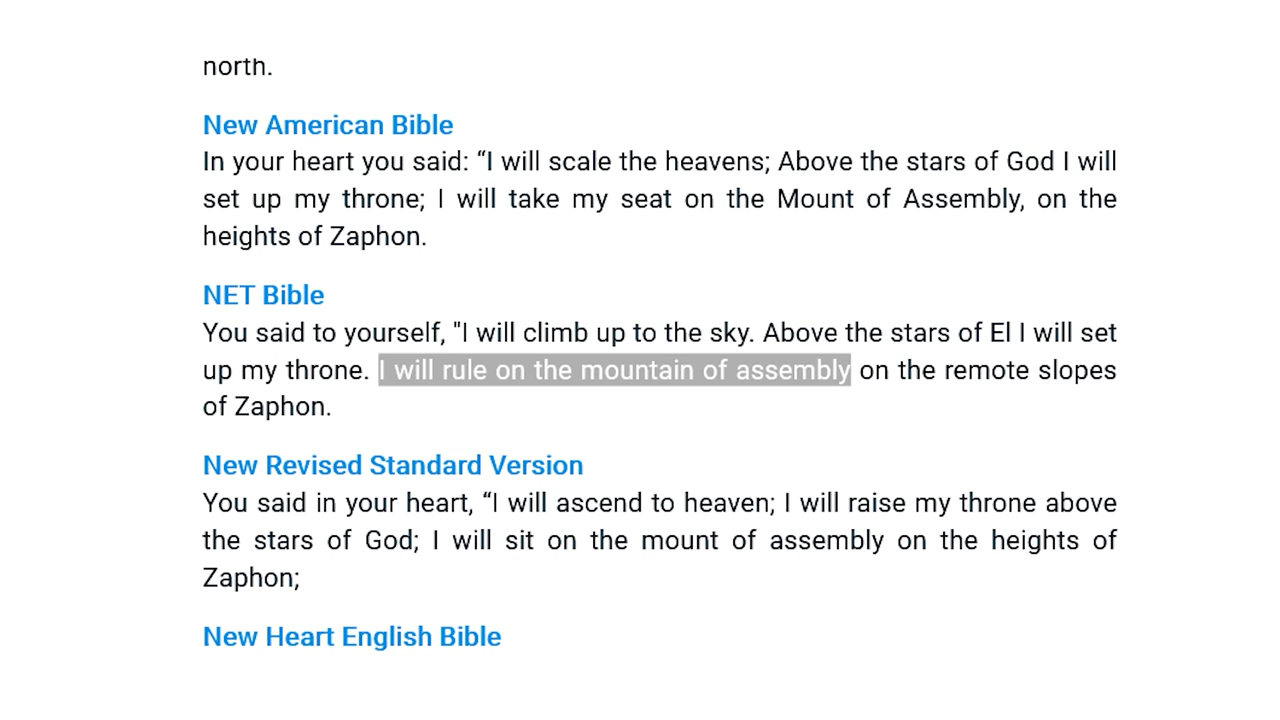 north.
New American Bible
In your heart you said: “I will scale the heavens; Above the stars of God I will
set up my throne; I will take my seat on the Mount of Assembly, on the
heights of Zaphon.
NET Bible
You said to yourself, "I will climb up to the sky. Above the stars of El I will set
up my throne. I will rule on the mountain of assembly on the remote slopes
of Zaphon.
New Revised Standard Version
You said in your heart, “I will ascend to heaven; I will raise my throne above
the stars of God; I will sit on the mount of assembly on the heights of
Zaphon;
New Heart English Bible